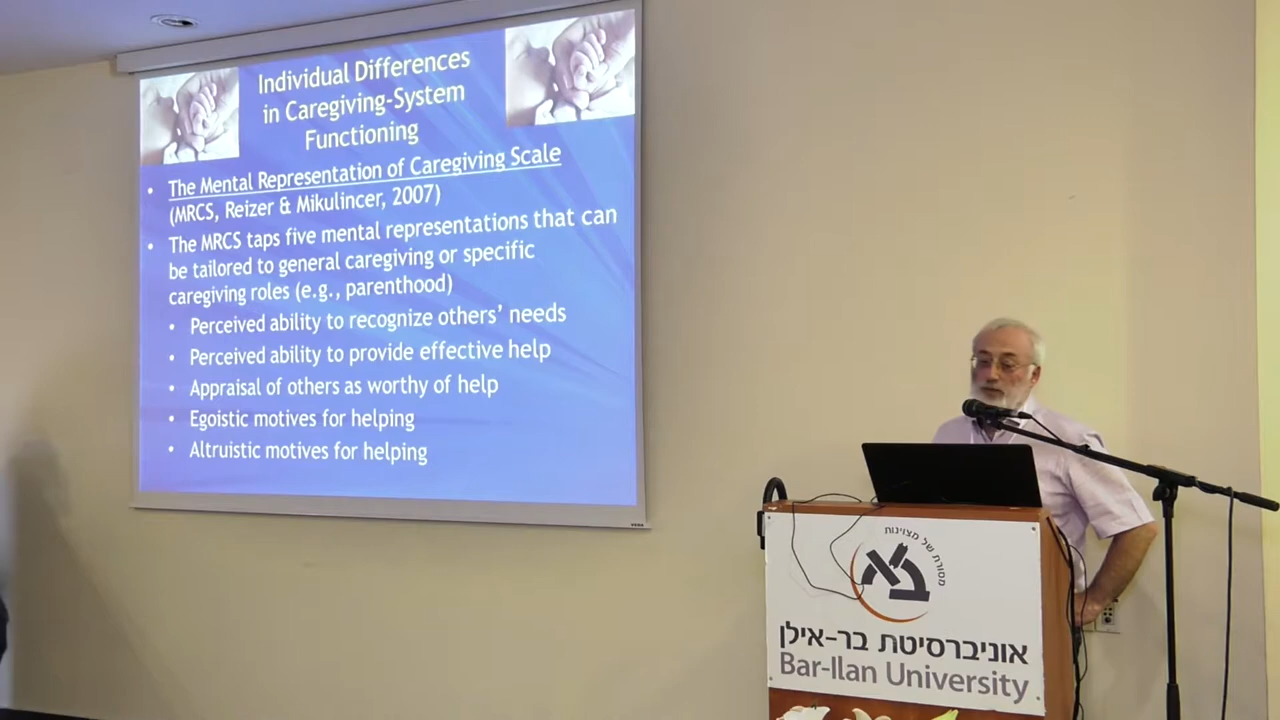 Individual Differences
in Caregiving-System
Functioning
• The Mental Representation of Caregiving Scale
(MRCS, Reizer & Mikulincer, 2007)
• The MRCS taps five mental representations that can
be tailored to general caregiving or specific
caregiving roles (e.g., parenthood)
• Perceived ability to recognize others’ needs
• Perceived ability to provide effective help
• Appraisal of others as worthy of help
• Egoistic motives for helping
• Altruistic motives for helping
מסורת של מצוינות
אוניברסיטת בר-אילן
Bar-Ilan University